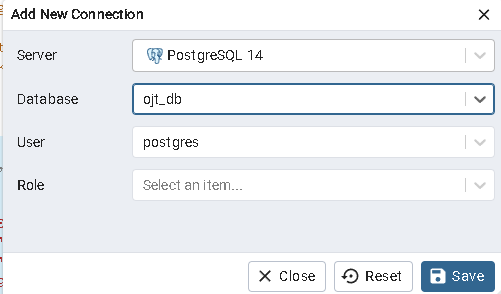 Add New Connection
Server PostgreSQL 14
Database ojt_db
User postgres
Role Select an item...
Close Reset Save